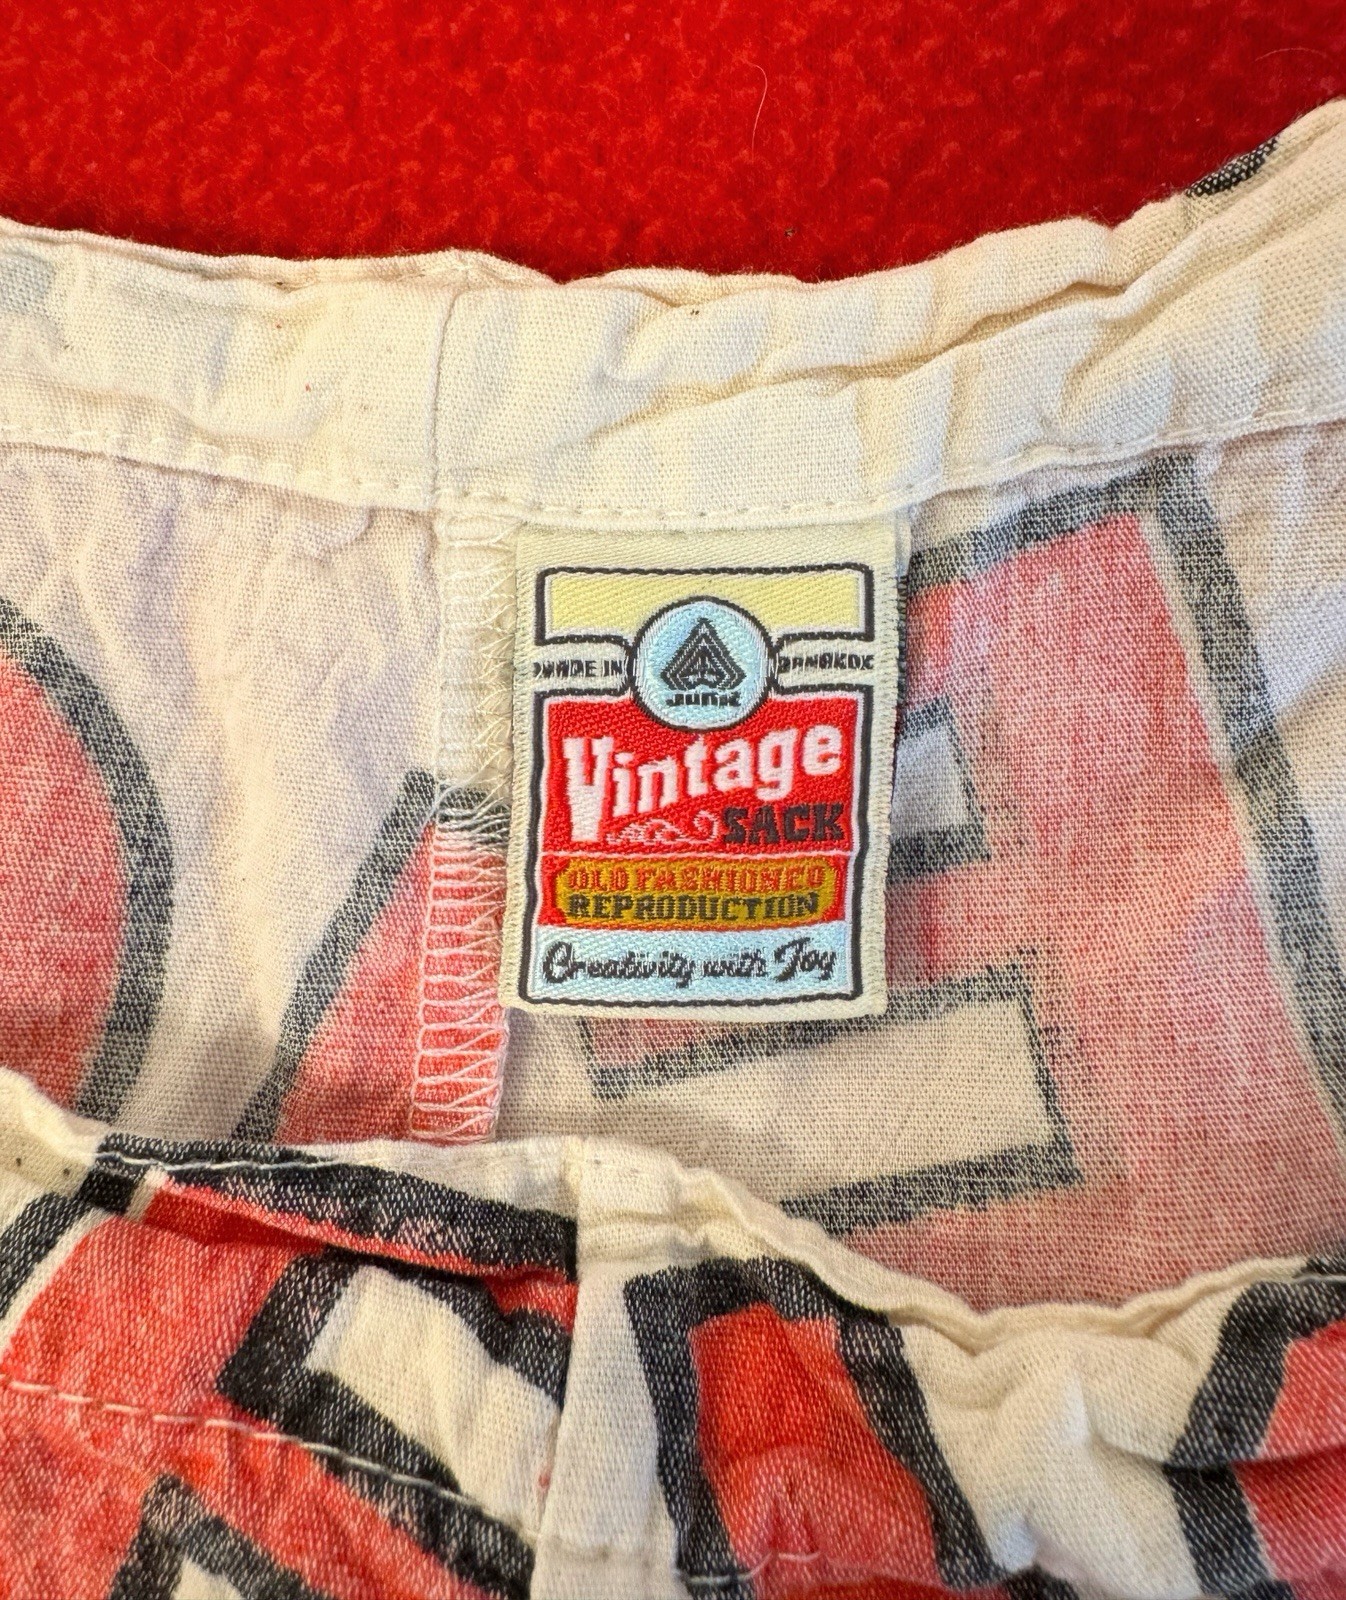 MADE IN BANGKOK
JUNK
Vintage
SACK
OLD FASHIONED
REPRODUCTION
Creativity with Joy